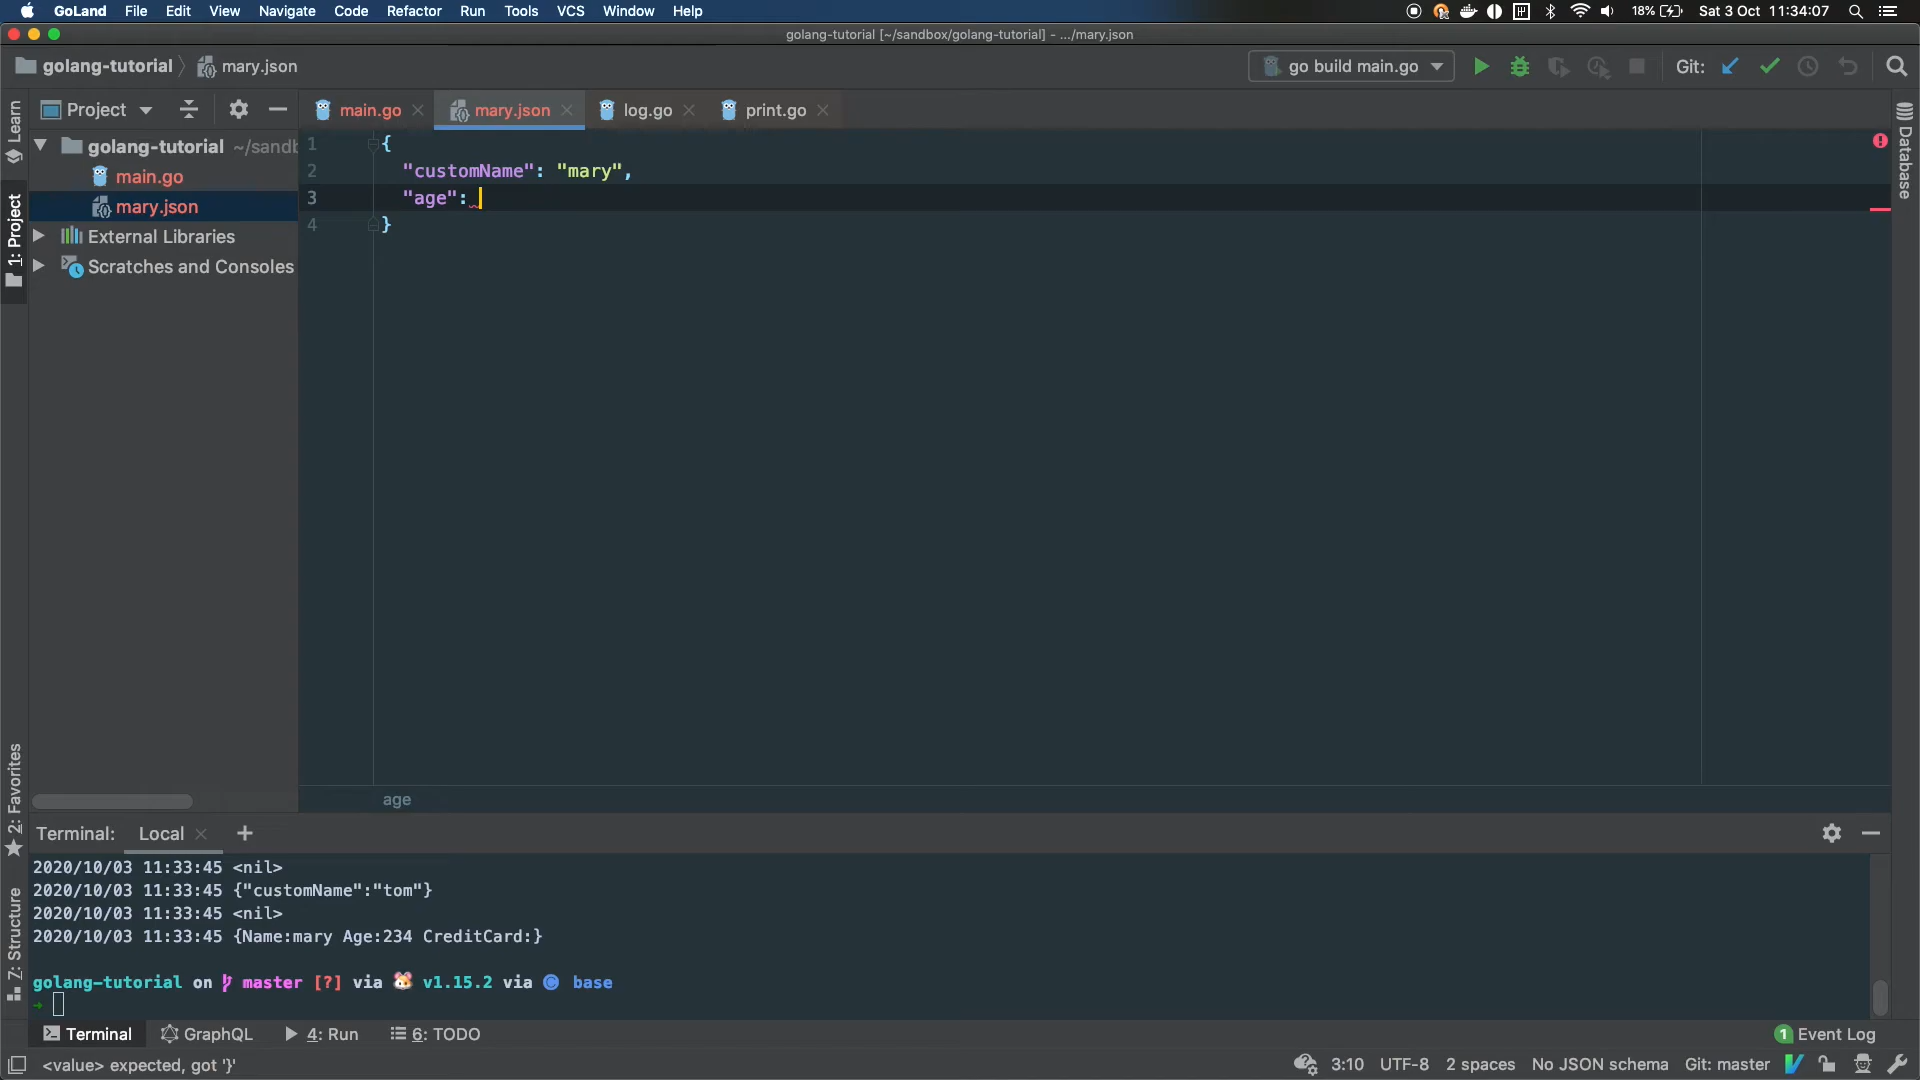 GoLand File Edit View Navigate Code Refactor Run Tools VCS Window Help 18% Sat 3 Oct 11:34:07
golang-tutorial [~/sandbox/golang-tutorial] - .../mary.json
golang-tutorial mary.json go build main.go Git:
Learn
1: Project
2: Favorites
7: Structure
Project
golang-tutorial ~/sandb
main.go
mary.json
External Libraries
Scratches and Consoles
main.go mary.json log.go print.go
1 {
2 "customName": "mary",
3 "age":
4 }
age
Database
Terminal: Local +
2020/10/03 11:33:45 <nil>
2020/10/03 11:33:45 {"customName":"tom"}
2020/10/03 11:33:45 <nil>
2020/10/03 11:33:45 {Name:mary Age:234 CreditCard:}
golang-tutorial on master [?] via v1.15.2 via C base
→
Terminal GraphQL 4: Run 6: TODO 1 Event Log
<value> expected, got '}' 3:10 UTF-8 2 spaces No JSON schema Git: master